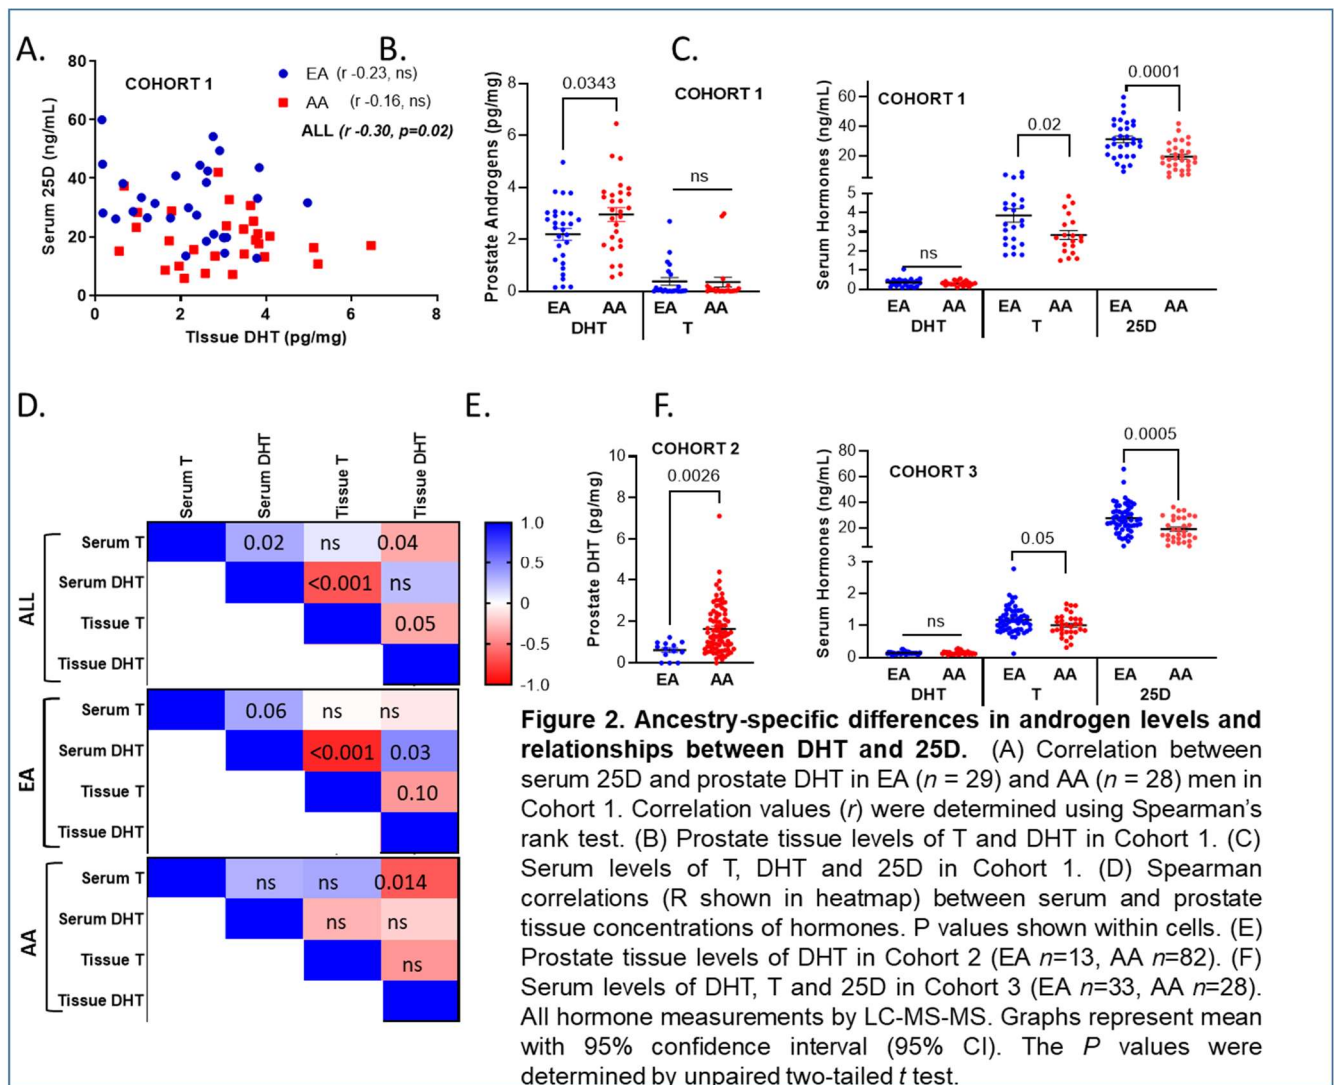 A.
80
60
40
20
0
Serum 25D (ng/mL)
COHORT 1
EA (r -0.23, ns)
AA (r -0.16, ns)
ALL (r -0.30, p=0.02)
0 2 4 6 8
Tissue DHT (pg/mg)
B.
8
6
4
2
0
Prostate Androgens (pg/mg)
0.0343
COHORT 1
ns
EA AA EA AA
DHT T
C.
60
40
20
5
4
3
2
1
0
Serum Hormones (ng/mL)
COHORT 1
ns
0.02
0.0001
EA AA EA AA EA AA
DHT T 25D
D.
Serum T Serum DHT Tissue T Tissue DHT
ALL
Serum T 0.02 ns 0.04
Serum DHT <0.001 ns
Tissue T 0.05
Tissue DHT
EA
Serum T 0.06 ns ns
Serum DHT <0.001 0.03
Tissue T 0.10
Tissue DHT
AA
Serum T ns ns 0.014
Serum DHT ns ns
Tissue T ns
Tissue DHT
1.0
0.5
0
-0.5
-1.0
E.
10
8
6
4
2
0
Prostate DHT (pg/mg)
COHORT 2
0.0026
EA AA
F.
80
60
40
20
3
2
1
0
Serum Hormones (ng/mL)
COHORT 3
ns
0.05
0.0005
EA AA EA AA EA AA
DHT T 25D
Figure 2. Ancestry-specific differences in androgen levels and
relationships between DHT and 25D. (A) Correlation between
serum 25D and prostate DHT in EA (n = 29) and AA (n = 28) men in
Cohort 1. Correlation values (r) were determined using Spearman's
rank test. (B) Prostate tissue levels of T and DHT in Cohort 1. (C)
Serum levels of T, DHT and 25D in Cohort 1. (D) Spearman
correlations (R shown in heatmap) between serum and prostate
tissue concentrations of hormones. P values shown within cells. (E)
Prostate tissue levels of DHT in Cohort 2 (EA n=13, AA n=82). (F)
Serum levels of DHT, T and 25D in Cohort 3 (EA n=33, AA n=28).
All hormone measurements by LC-MS-MS. Graphs represent mean
with 95% confidence interval (95% CI). The P values were
determined by unpaired two-tailed t test.